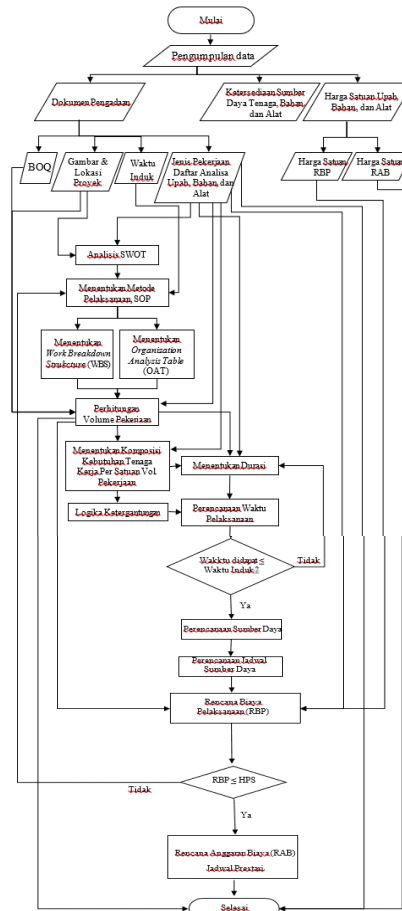 Mulai
Pengumpulan data
Dokumen Pengadaan
Katersediaan Sumber
Daya Tenaga, Bahan,
dan Alat
Harga Satuan Upah,
Bahan, dan Alat
BOQ
Gambar &
Lokasi
Proyek
Waktu
Induk
Jenis Pekerjaan
Daftar Analisa
Upah, Bahan, dan
Alat
Harga Satuan
RBP
Harga Satuan
RAB
Analisis SWOT
Menentukan Metode
Pelaksanaan, SOP
Menentukan
Work Breakdown
Strukcture (WBS)
Menentukan
Organization
Analysis Table
(OAT)
Perhitungan
Volume Pekerjaan
Menentukan Komposisi
Kebutuhan Tenaga
Kerja Per Satuan Vol.
Pekerjaan
Menentukan Durasi
Logika Ketergantungan
Perencanaan Waktu
Pelaksanaan
Wakktu didapat ≤
Waktu Induk?
Tidak
Ya
Perencanaan Sumber Daya
Perencanaan Jadwal
Sumber Daya
Rencana Biaya
Pelaksanaan (RBP)
RBP ≤ HPS
Tidak
Ya
Rencana Anggaran Biaya (RAB)
Jadwal Prestasi
Selesai